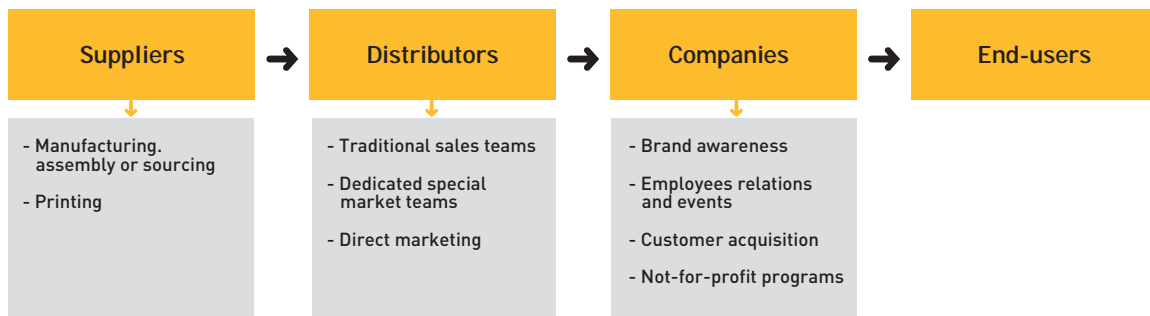 Suppliers
Distributors
Companies
End-users
- Manufacturing.
assembly or sourcing
- Printing
- Traditional sales teams
- Dedicated special
market teams
- Direct marketing
- Brand awareness
- Employees relations
and events
- Customer acquisition
- Not-for-profit programs